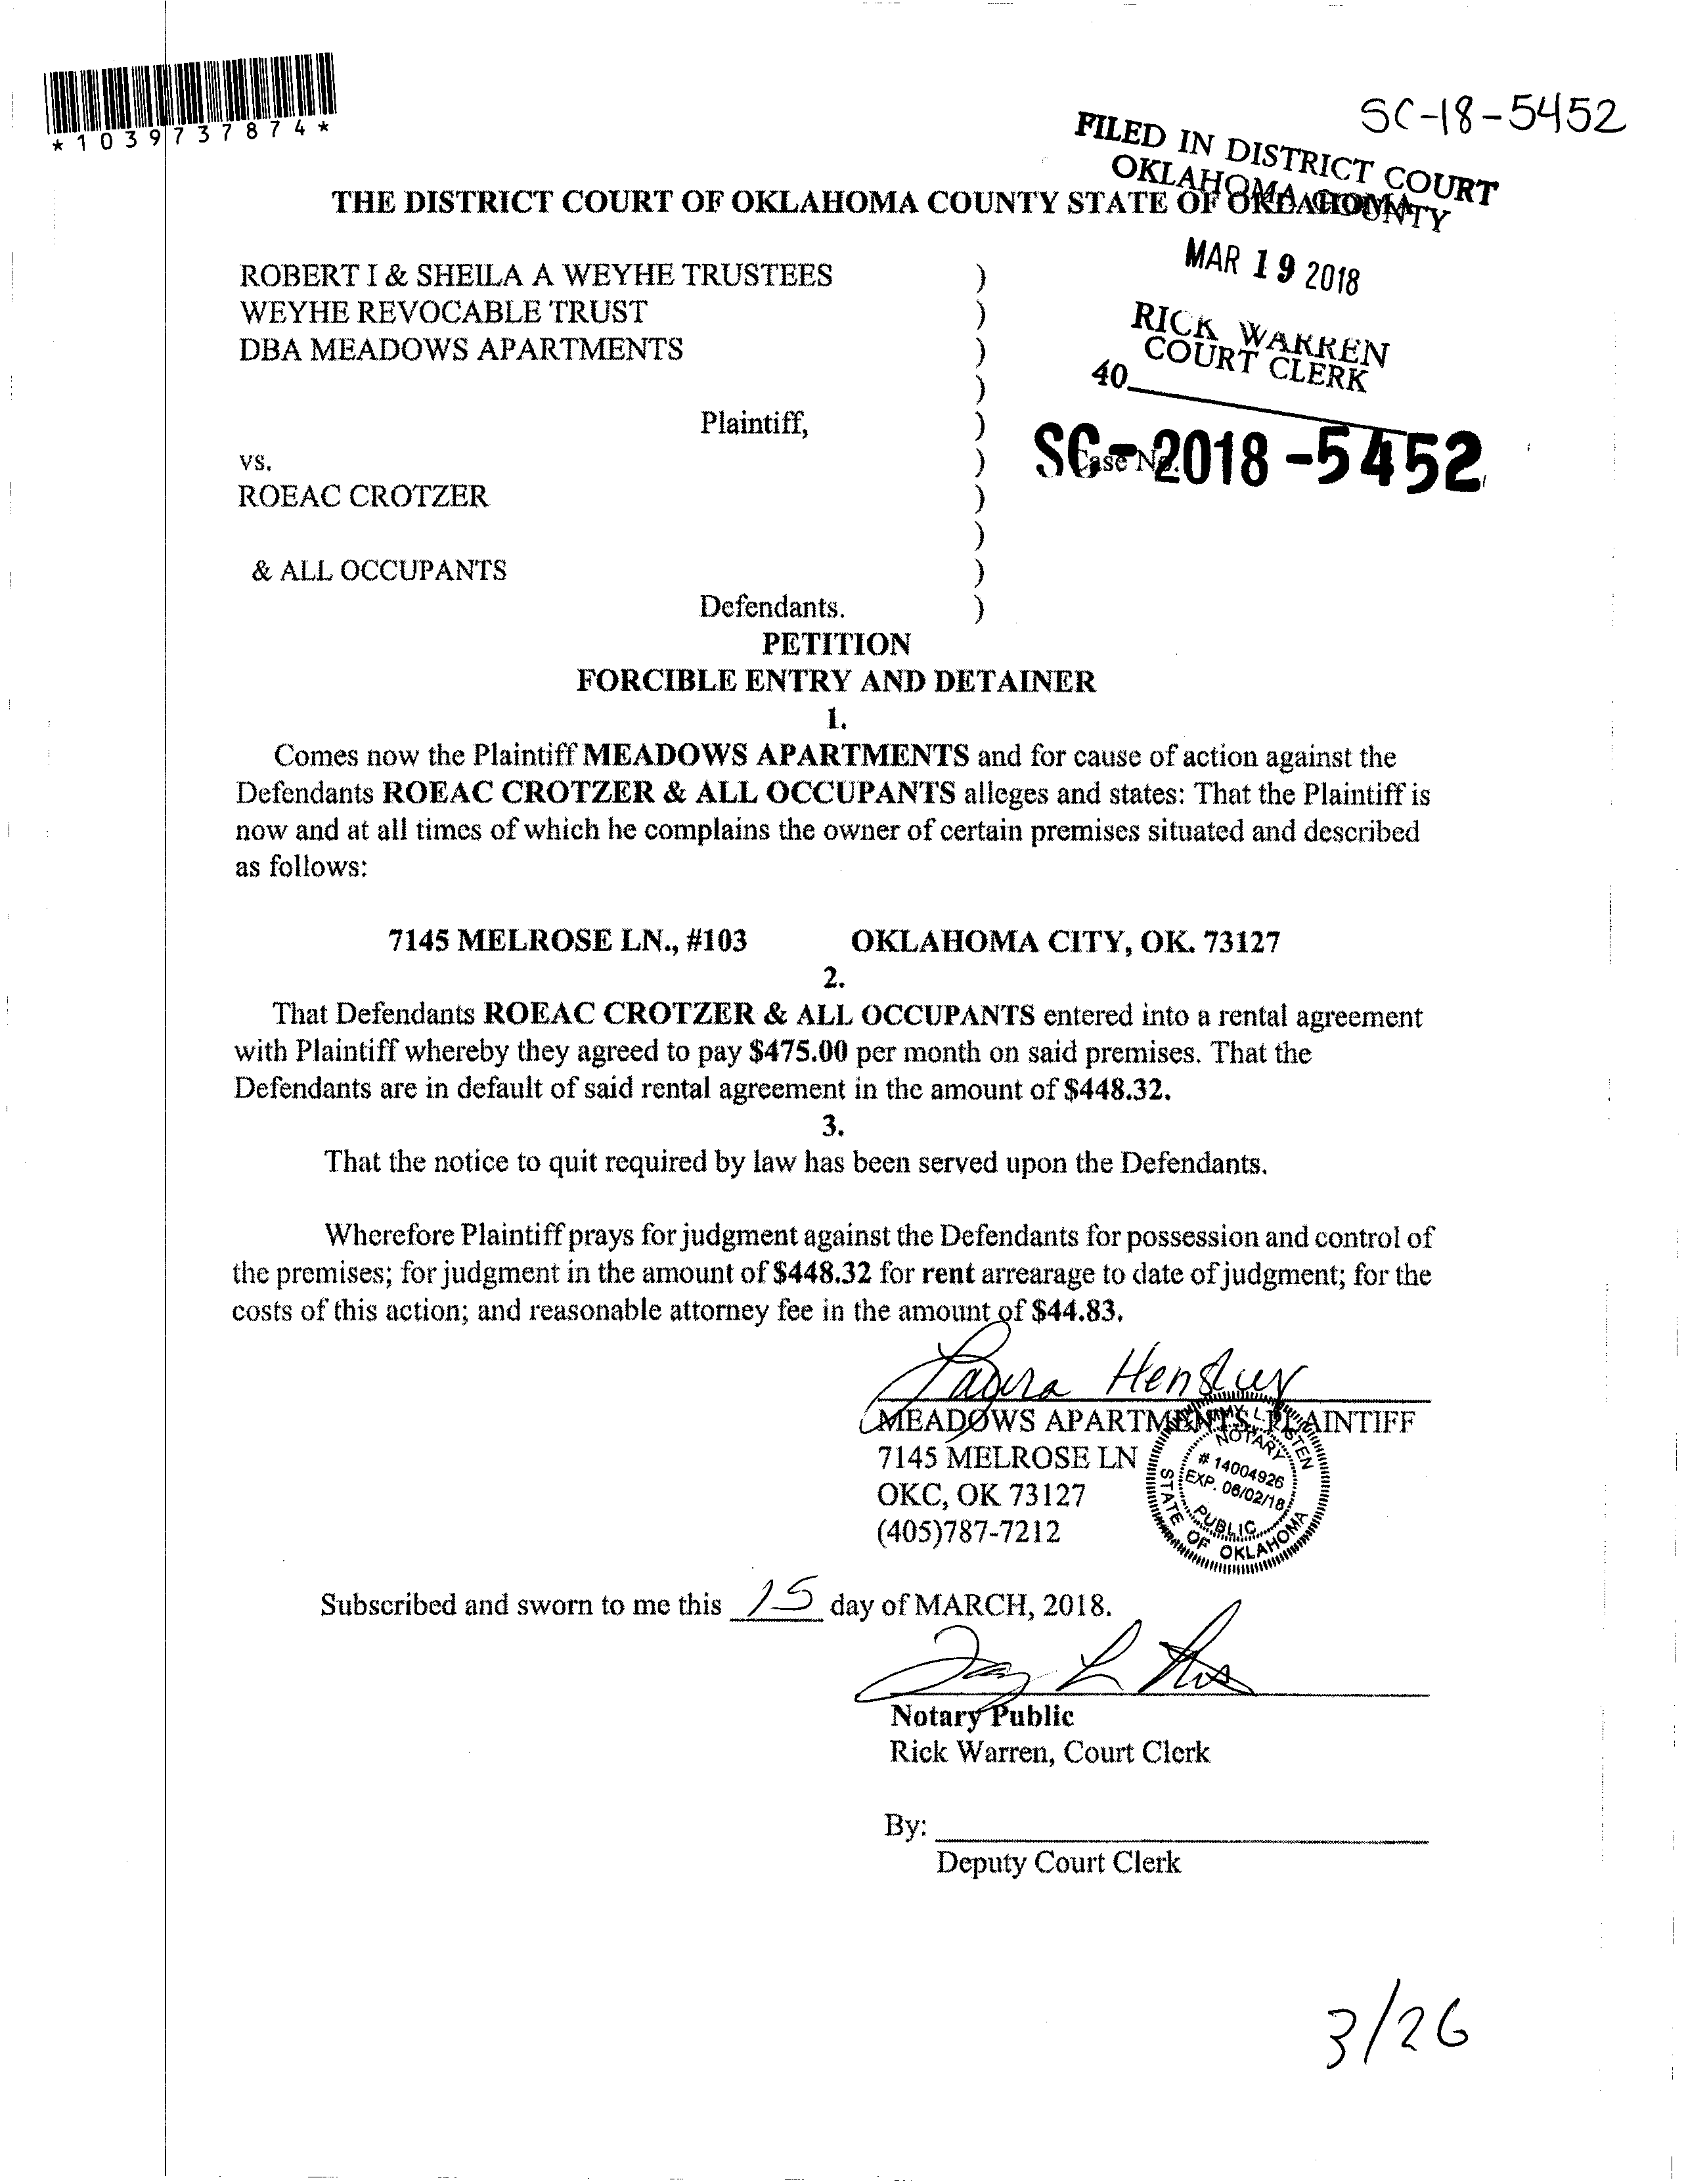 *1039737874*
SC-18-5452
FILED IN DISTRICT COURT
OKLAHOMA COUNTY
THE DISTRICT COURT OF OKLAHOMA COUNTY STATE OF OKLAHOMA
MAR 19 2018
RICK WARREN
COURT CLERK
40
ROBERT I & SHEILA A WEYHE TRUSTEES )
WEYHE REVOCABLE TRUST )
DBA MEADOWS APARTMENTS )
)
Plaintiff, )
vs. ) Case No.
SC-2018-5452
ROEAC CROTZER )
)
& ALL OCCUPANTS )
Defendants. )
PETITION
FORCIBLE ENTRY AND DETAINER
1.
Comes now the Plaintiff MEADOWS APARTMENTS and for cause of action against the
Defendants ROEAC CROTZER & ALL OCCUPANTS alleges and states: That the Plaintiff is
now and at all times of which he complains the owner of certain premises situated and described
as follows:
7145 MELROSE LN., #103 OKLAHOMA CITY, OK. 73127
2.
That Defendants ROEAC CROTZER & ALL OCCUPANTS entered into a rental agreement
with Plaintiff whereby they agreed to pay $475.00 per month on said premises. That the
Defendants are in default of said rental agreement in the amount of $448.32.
3.
That the notice to quit required by law has been served upon the Defendants.
Wherefore Plaintiff prays for judgment against the Defendants for possession and control of
the premises; for judgment in the amount of $448.32 for rent arrearage to date of judgment; for the
costs of this action; and reasonable attorney fee in the amount of $44.83.
MEADOWS APARTMENTS, PLAINTIFF
7145 MELROSE LN
OKC, OK 73127
(405)787-7212
NOTARY
# 14004926
EXP. 06/02/18
PUBLIC
STATE OF OKLAHOMA
Subscribed and sworn to me this 15 day of MARCH, 2018.
Notary Public
Rick Warren, Court Clerk
By:
Deputy Court Clerk
3/26